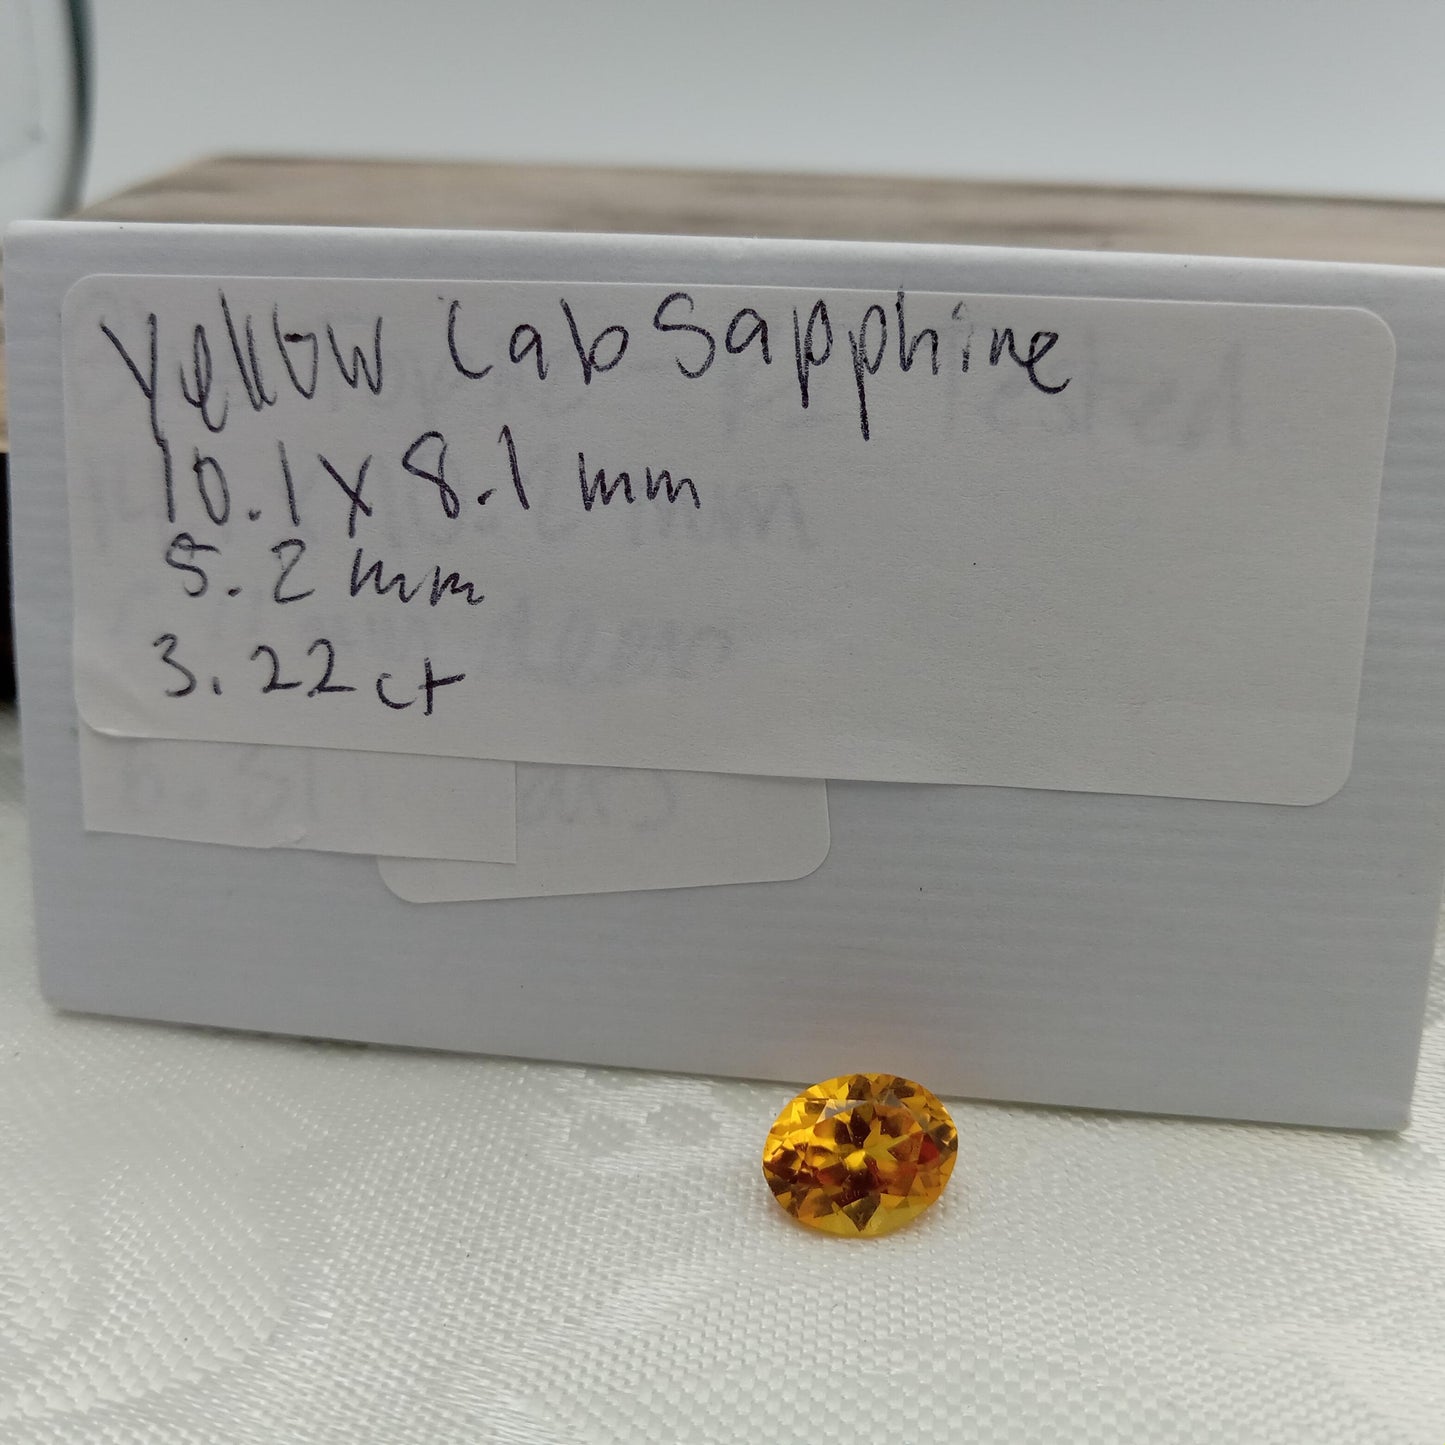 Yellow Lab Sapphire
10.1 x 8.1 mm
5.2 mm
3.22 ct